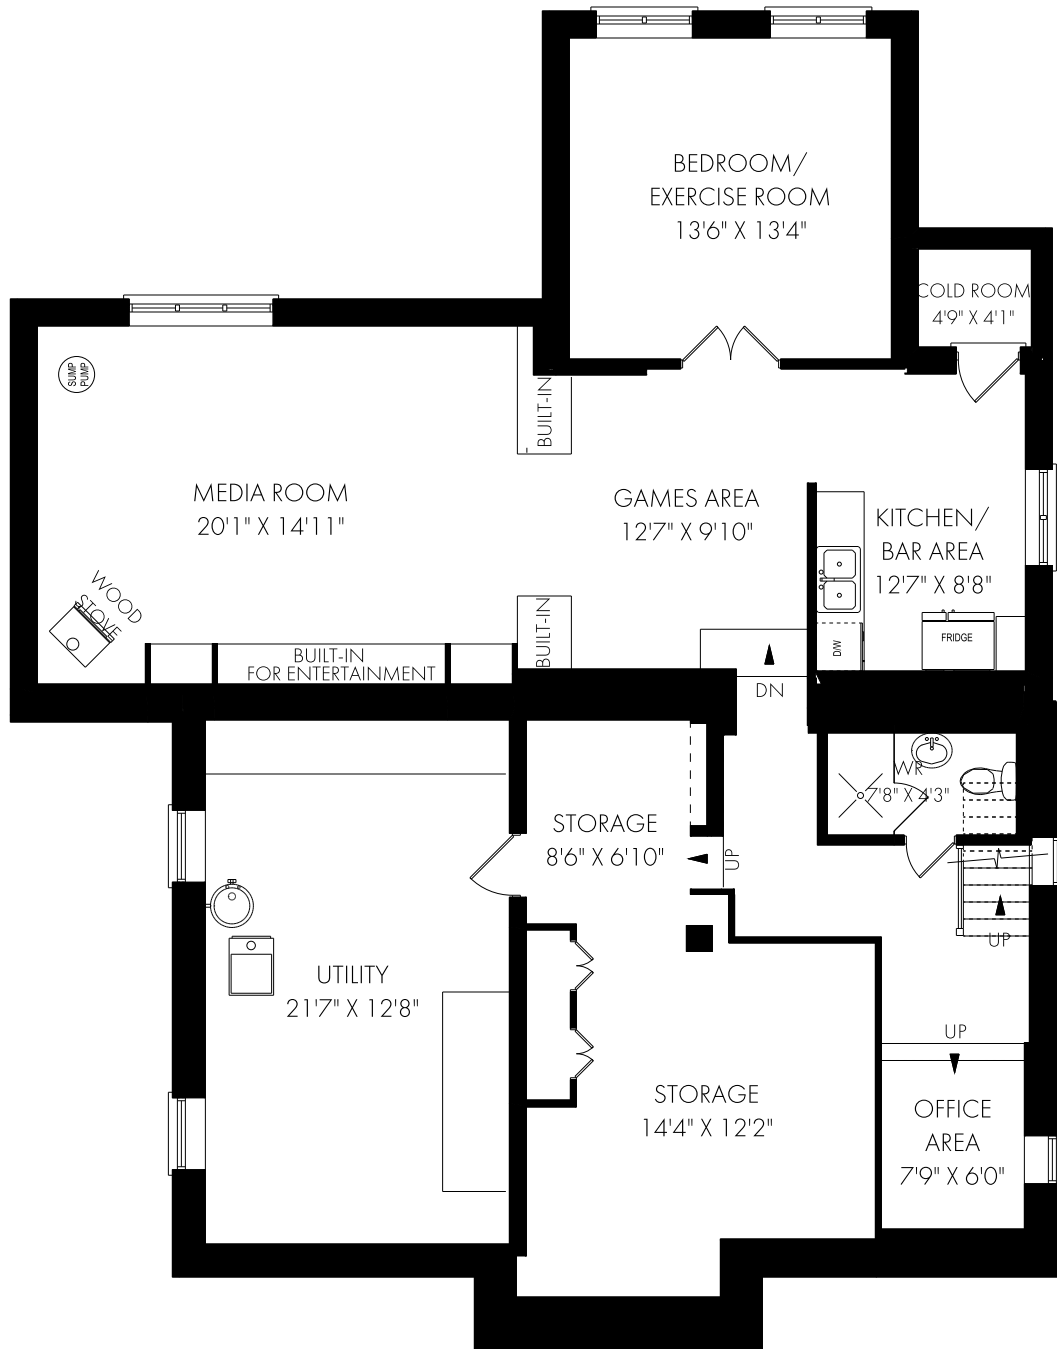 BEDROOM/
EXERCISE ROOM
13'6" X 13'4"
COLD ROOM
4'9" X 4'1"
SUMP
PUMP
BUILT-IN
MEDIA ROOM
20'1" X 14'11"
GAMES AREA
12'7" X 9'10"
KITCHEN/
BAR AREA
12'7" X 8'8"
WOOD
STOVE
BUILT-IN
D/W
FRIDGE
BUILT-IN
FOR ENTERTAINMENT
DN
WR
7'8" X 4'3"
STORAGE
8'6" X 6'10"
UP
UP
UTILITY
21'7" X 12'8"
UP
STORAGE
14'4" X 12'2"
OFFICE
AREA
7'9" X 6'0"